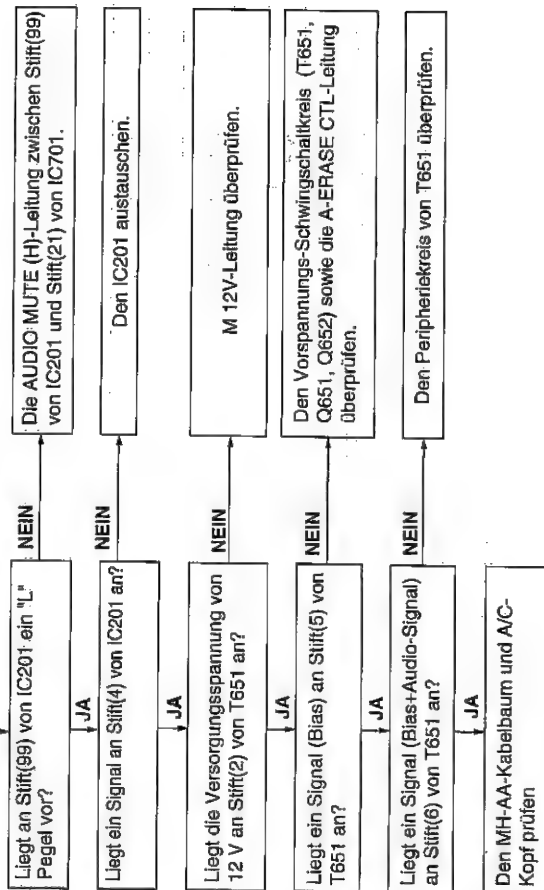 Liegt an Stift(99) von IC201 ein "L"
Pegel vor?
NEIN
Die AUDIO MUTE (H)-Leitung zwischen Stift(99)
von IC201 und Stift(21) von IC701.
JA
Liegt ein Signal an Stift(4) von IC201 an?
NEIN
Den IC201 austauschen.
JA
Liegt die Versorgungsspannung von
12 V an Stift(2) von T651 an?
NEIN
M 12V-Leitung überprüfen.
JA
Liegt ein Signal (Bias) an Stift(5) von
T651 an?
NEIN
Den Vorspannungs-Schwingschaltkreis (T651,
Q651, Q652) sowie die A-ERASE CTL-Leitung
überprüfen.
JA
Liegt ein Signal (Bias+Audio-Signal)
an Stift(6) von T651 an?
NEIN
Den Peripheriekreis von T651 überprüfen.
JA
Den MH-AA-Kabelbaum und A/C-
Kopf prüfen